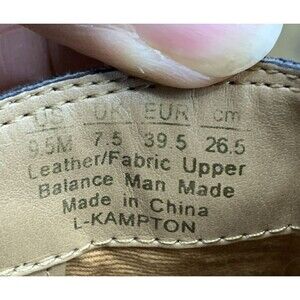 US UK EUR cm
9.5M 7.5 39.5 26.5
Leather/Fabric Upper
Balance Man Made
Made in China
L-KAMPTON